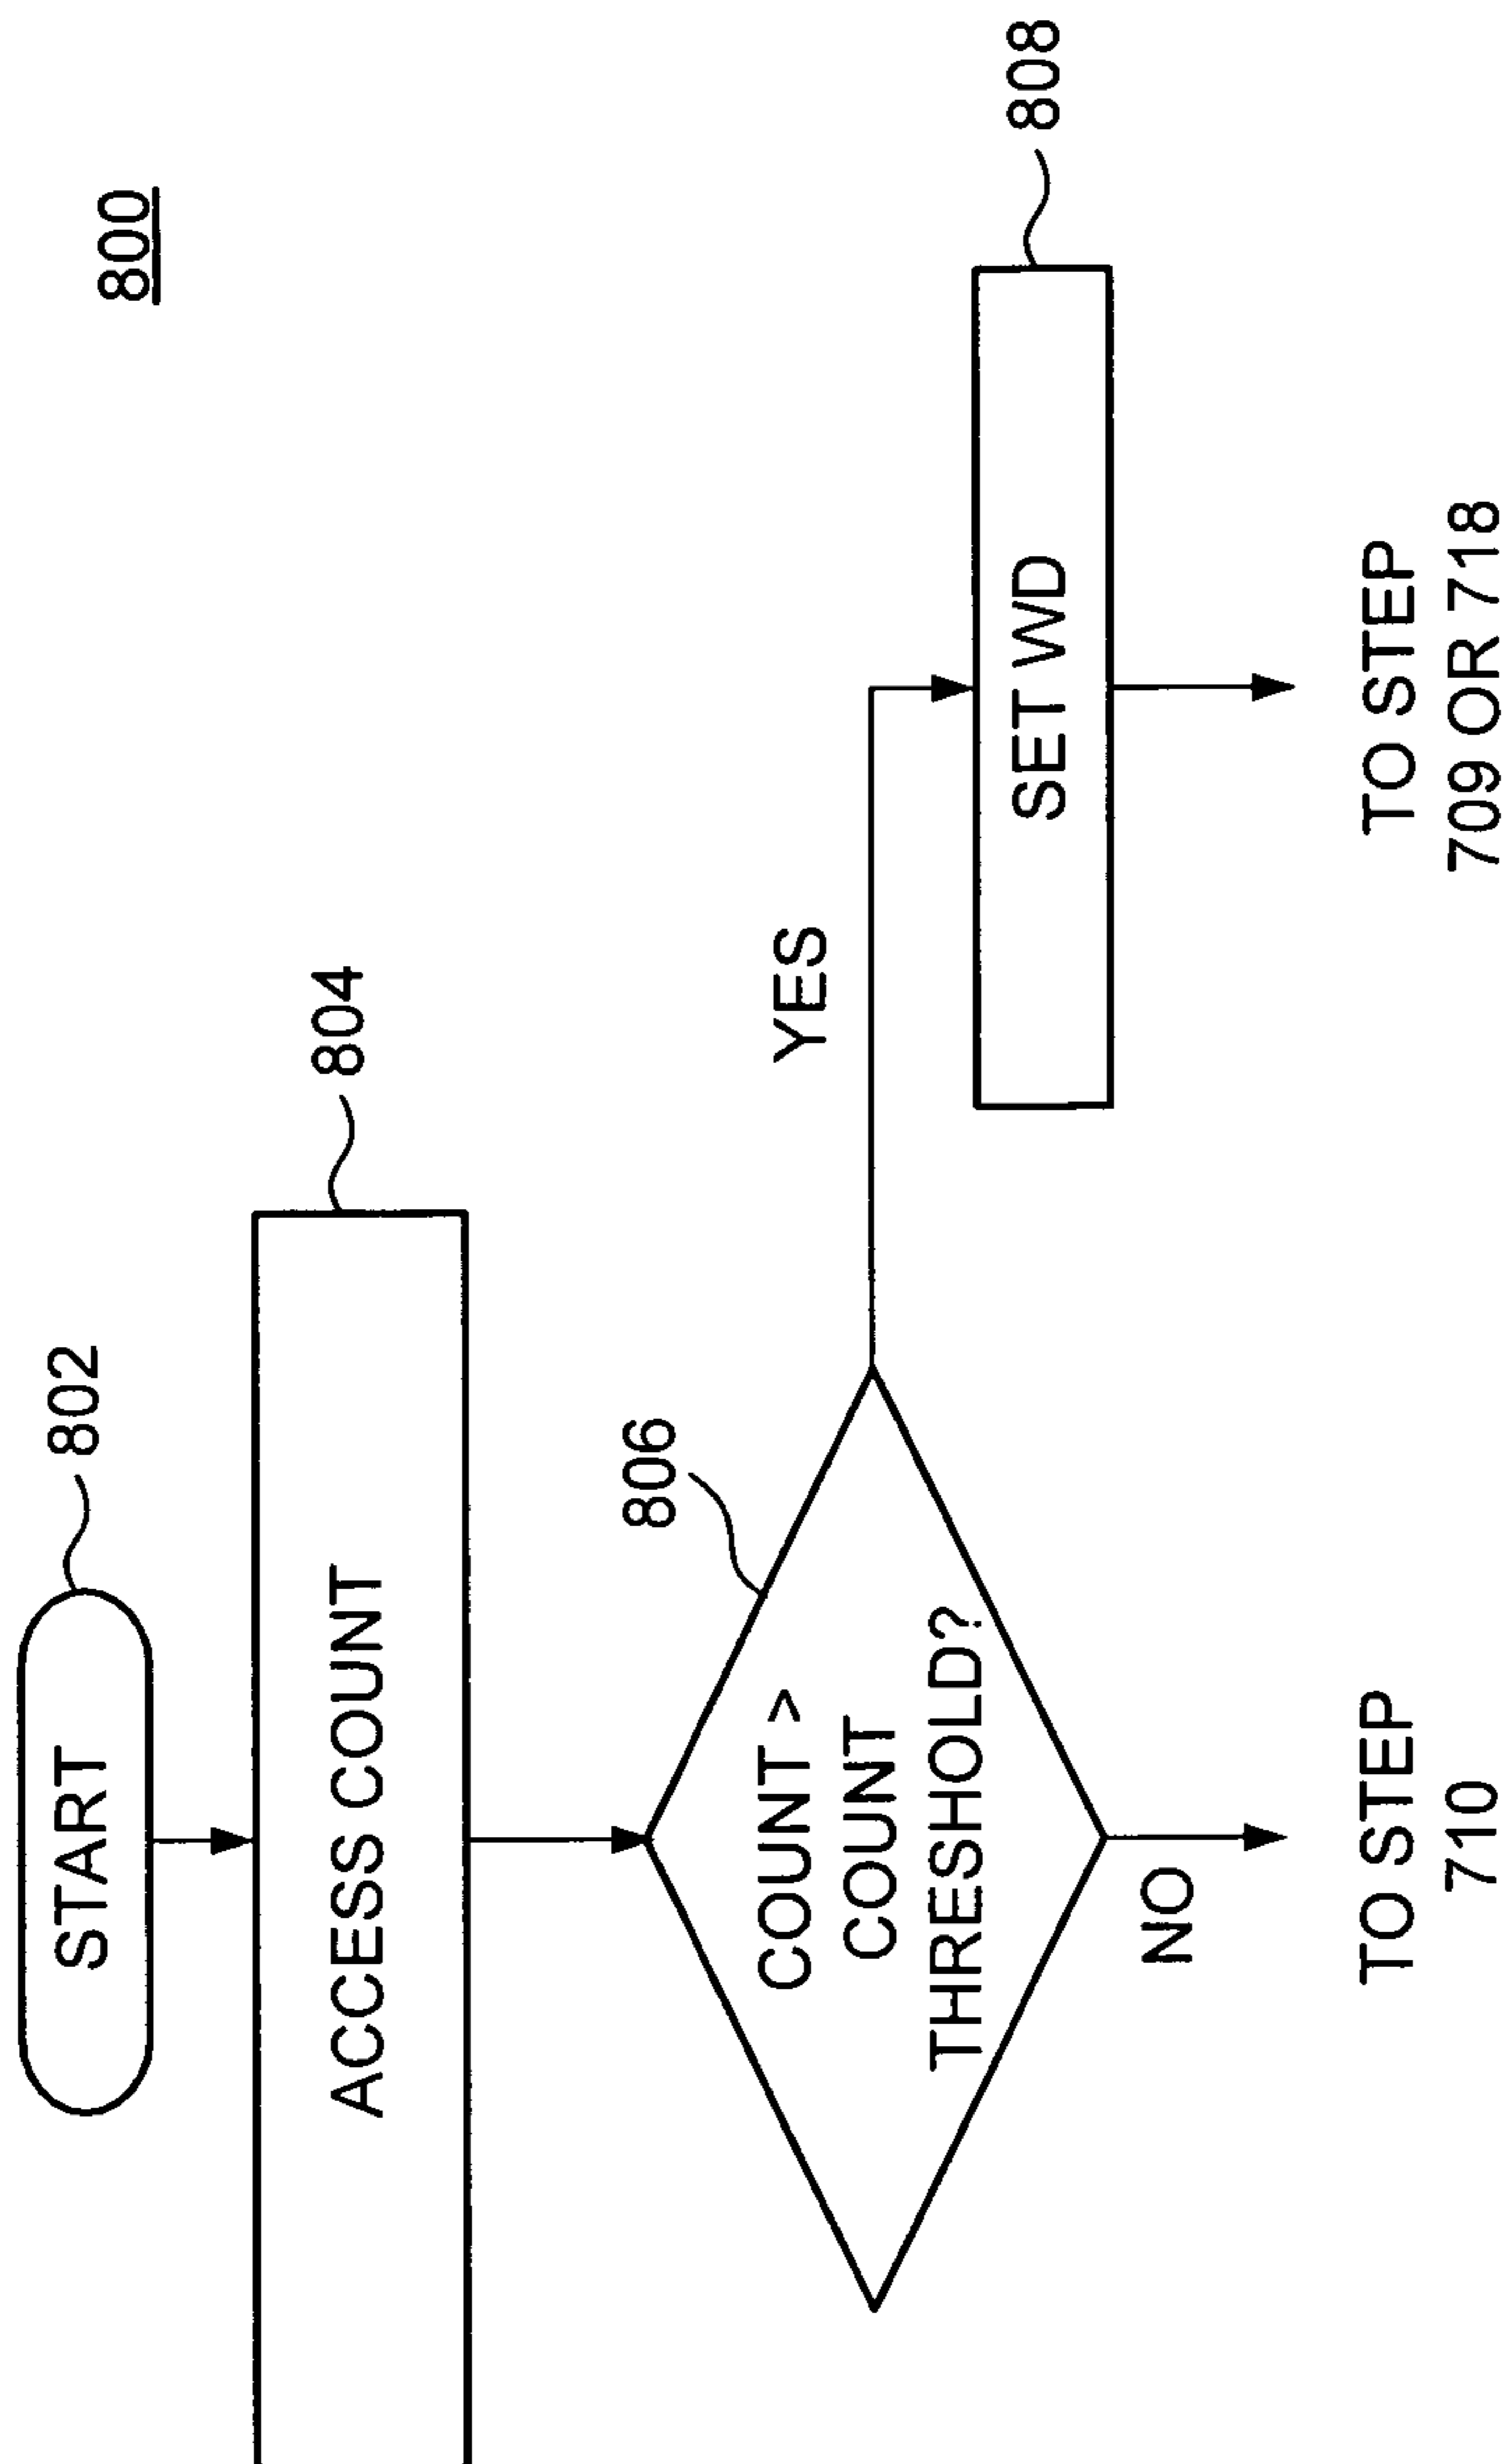 800
START
802
ACCESS COUNT
804
806
COUNT >
COUNT
THRESHOLD?
YES
NO
SET WD
808
TO STEP
710
TO STEP
709 OR 718